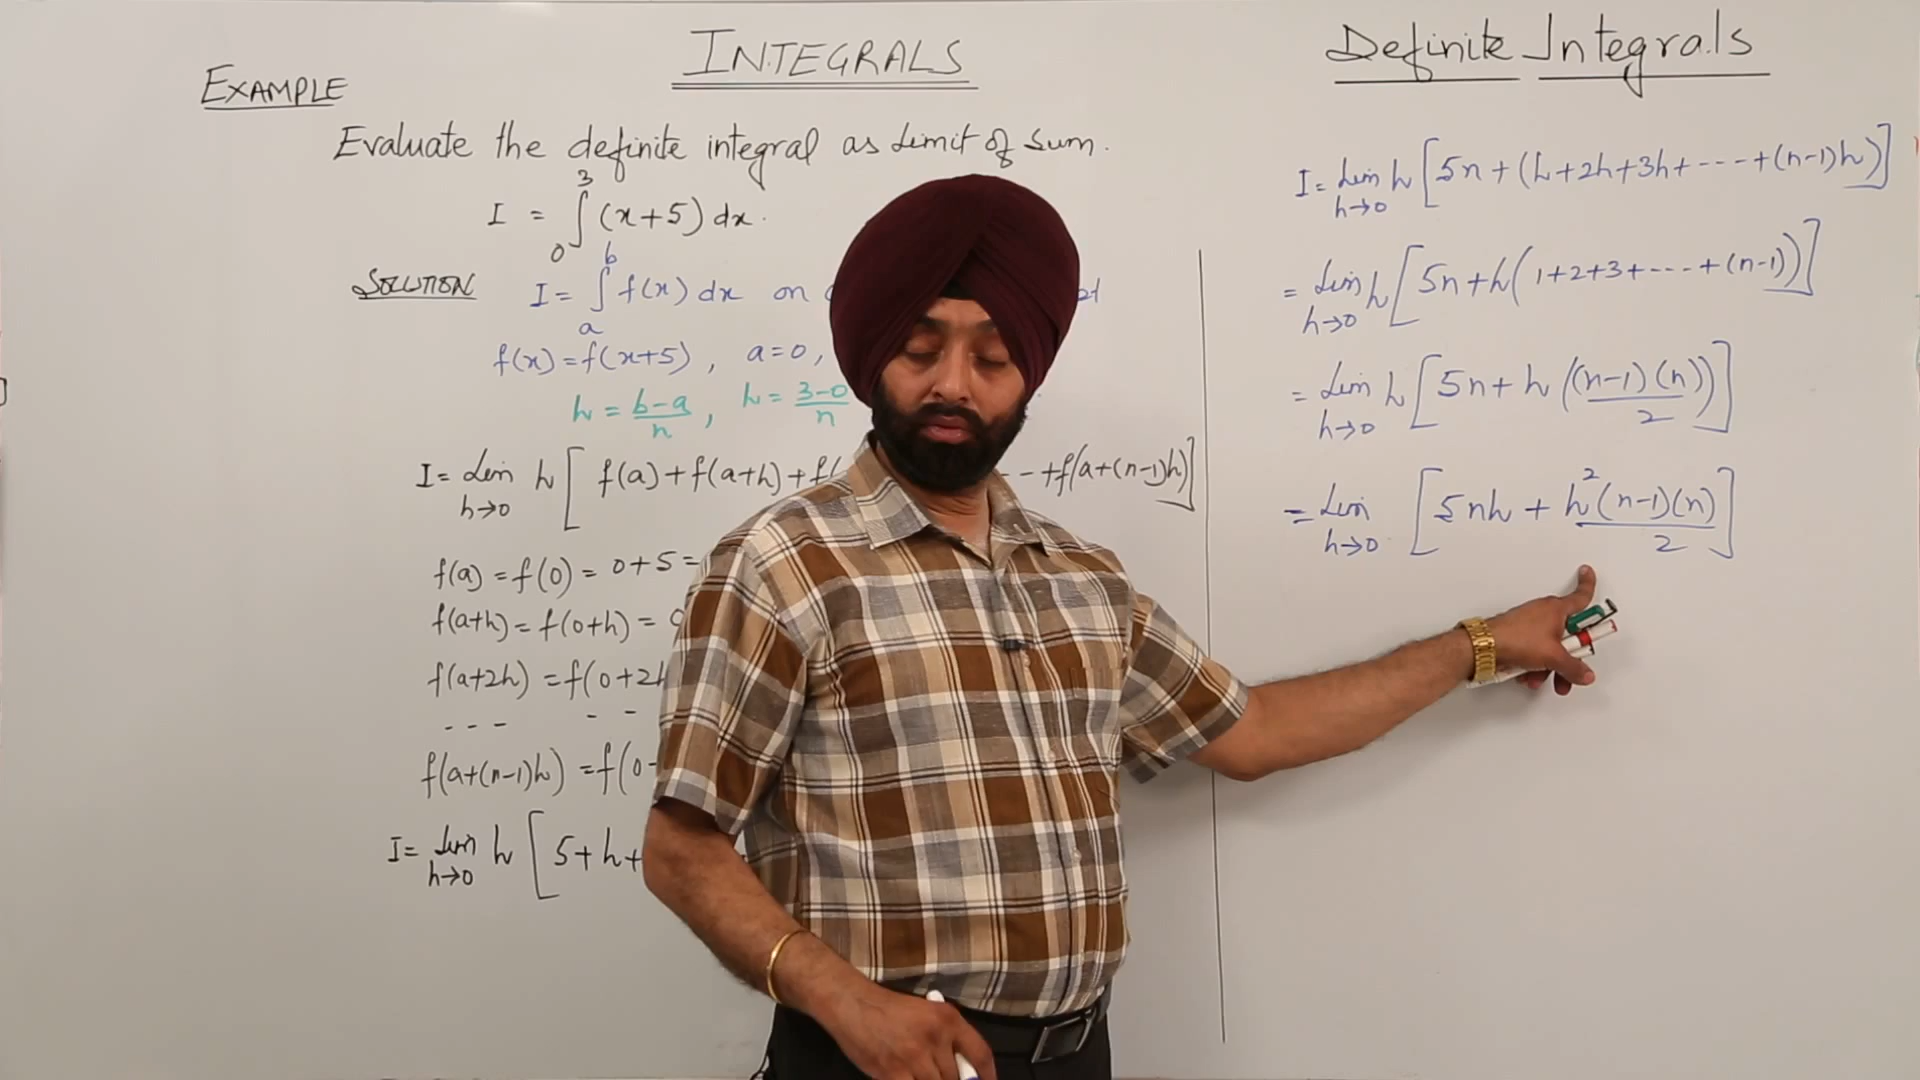 INTEGRALS
EXAMPLE
Evaluate the definite integral as Limit of Sum.
I = ∫₀³ (x+5) dx.
SOLUTION I = ∫ₐᵇ f(x) dx on
f(x) = f(x+5), a=0,
h = (b-a)/n, h = (3-0)/n
I = Lim h→0 h [ f(a) + f(a+h) + f( - - + f(a+(n-1)h) ]
f(a) = f(0) = 0+5 =
f(a+h) = f(0+h) =
f(a+2h) = f(0+2h
- - - - -
f(a+(n-1)h) = f(0
I = Lim h→0 h [ 5+h+
Definite Integrals
I = Lim h→0 h [ 5n + (h+2h+3h+ - - - - +(n-1)h) ]
= Lim h→0 h [ 5n + h ( 1+2+3+ - - - - +(n-1)) ]
= Lim h→0 h [ 5n + h ( (n-1)(n)/2 ) ]
= Lim h→0 [ 5nh + h²(n-1)(n)/2 ]